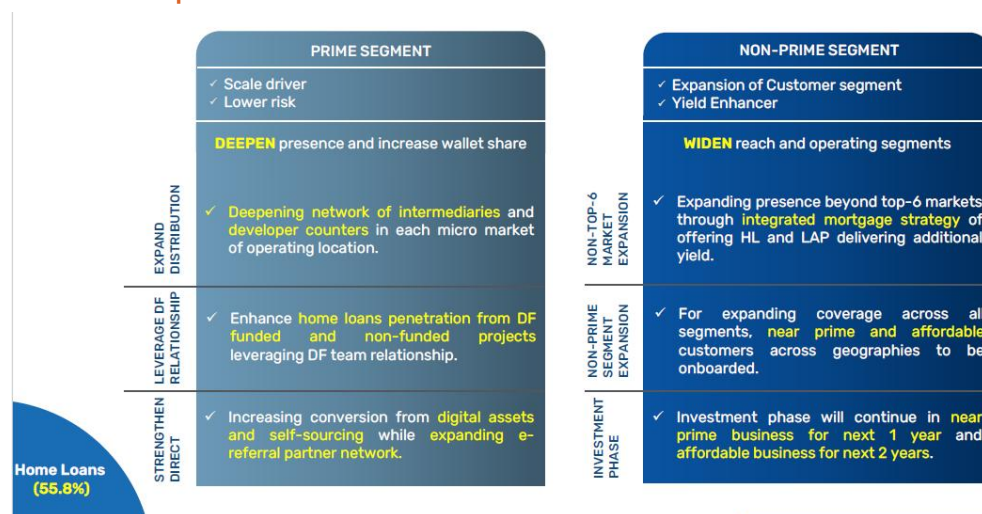 PRIME SEGMENT
✓ Scale driver
✓ Lower risk
DEEPEN presence and increase wallet share
EXPAND
DISTRIBUTION
✓ Deepening network of intermediaries and
developer counters in each micro market
of operating location.
LEVERAGE DF
RELATIONSHIP
✓ Enhance home loans penetration from DF
funded and non-funded projects
leveraging DF team relationship.
STRENGTHEN
DIRECT
✓ Increasing conversion from digital assets
and self-sourcing while expanding e-
referral partner network.
NON-PRIME SEGMENT
✓ Expansion of Customer segment
✓ Yield Enhancer
WIDEN reach and operating segments
NON-TOP-6
MARKET
EXPANSION
✓ Expanding presence beyond top-6 markets
through integrated mortgage strategy of
offering HL and LAP delivering additional
yield.
NON-PRIME
SEGMENT
EXPANSION
✓ For expanding coverage across all
segments, near prime and affordable
customers across geographies to be
onboarded.
INVESTMENT
PHASE
✓ Investment phase will continue in near
prime business for next 1 year and
affordable business for next 2 years.
Home Loans
(55.8%)